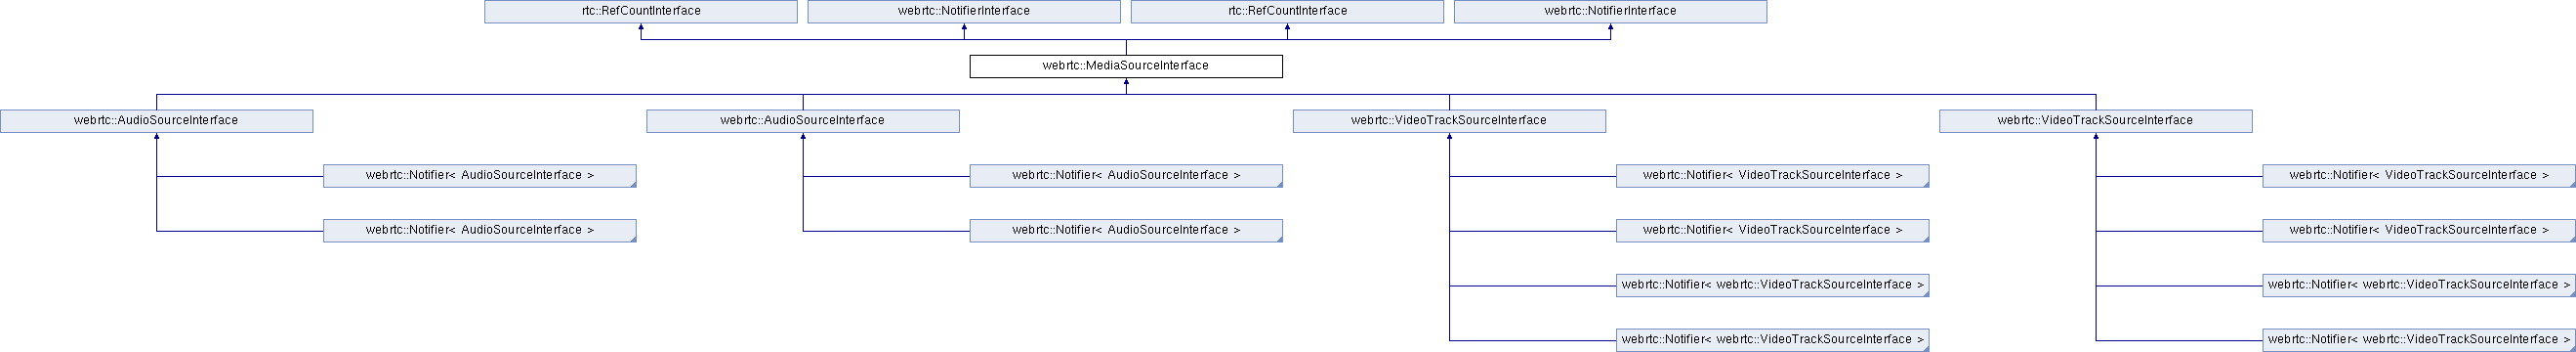 rtc::RefCountInterface
webrtc::NotifierInterface
rtc::RefCountInterface
webrtc::NotifierInterface
webrtc::MediaSourceInterface
webrtc::AudioSourceInterface
webrtc::AudioSourceInterface
webrtc::VideoTrackSourceInterface
webrtc::VideoTrackSourceInterface
webrtc::Notifier< AudioSourceInterface >
webrtc::Notifier< AudioSourceInterface >
webrtc::Notifier< VideoTrackSourceInterface >
webrtc::Notifier< VideoTrackSourceInterface >
webrtc::Notifier< AudioSourceInterface >
webrtc::Notifier< AudioSourceInterface >
webrtc::Notifier< VideoTrackSourceInterface >
webrtc::Notifier< VideoTrackSourceInterface >
webrtc::Notifier< webrtc::VideoTrackSourceInterface >
webrtc::Notifier< webrtc::VideoTrackSourceInterface >
webrtc::Notifier< webrtc::VideoTrackSourceInterface >
webrtc::Notifier< webrtc::VideoTrackSourceInterface >